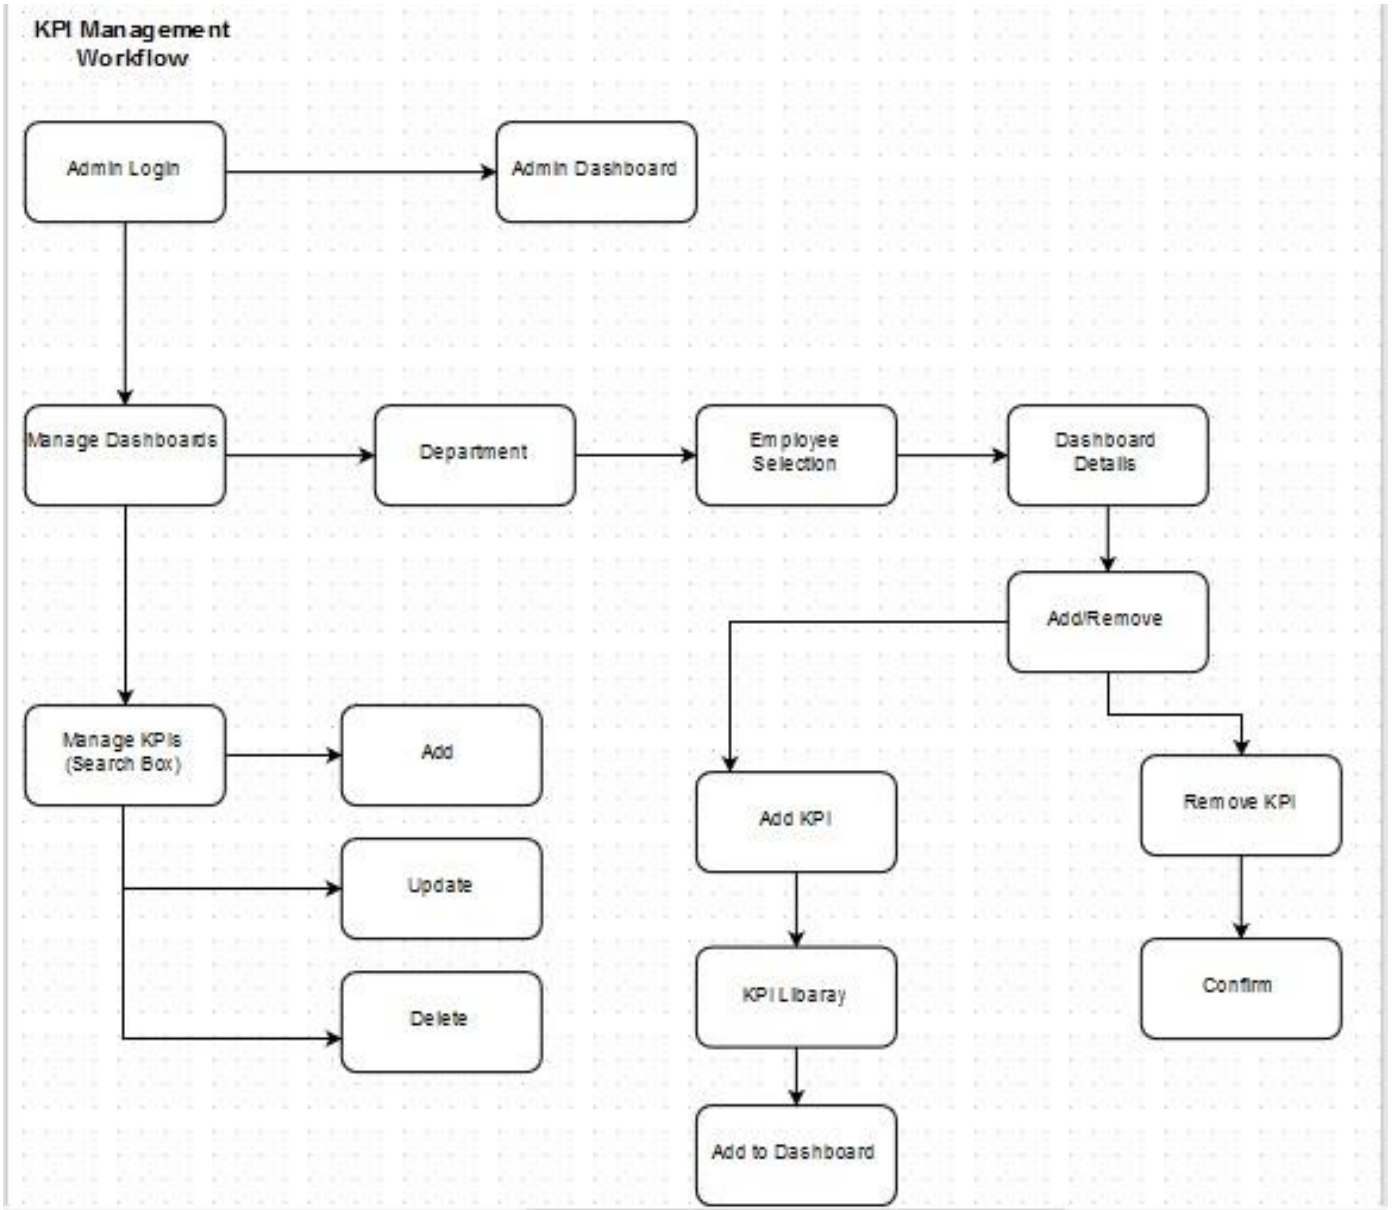 KPI Management
Workflow
Admin Login
Admin Dashboard
Manage Dashboards
Department
Employee
Selection
Dashboard
Details
Add/Remove
Manage KPIs
(Search Box)
Add
Add KPI
Remove KPI
Update
KPI Libaray
Confirm
Delete
Add to Dashboard